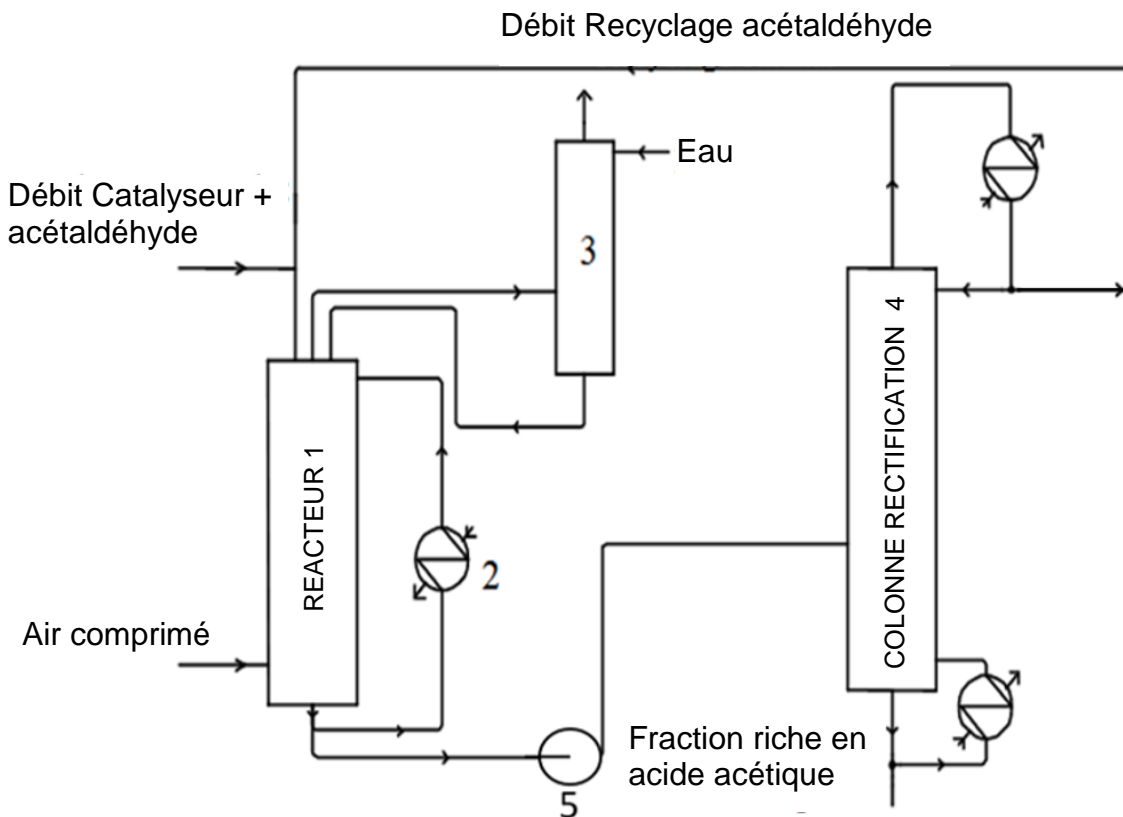 Débit Recyclage acétaldéhyde
Eau
Débit Catalyseur +
acétaldéhyde
3
REACTEUR 1
2
COLONNE RECTIFICATION 4
Air comprimé
Fraction riche en
acide acétique
5